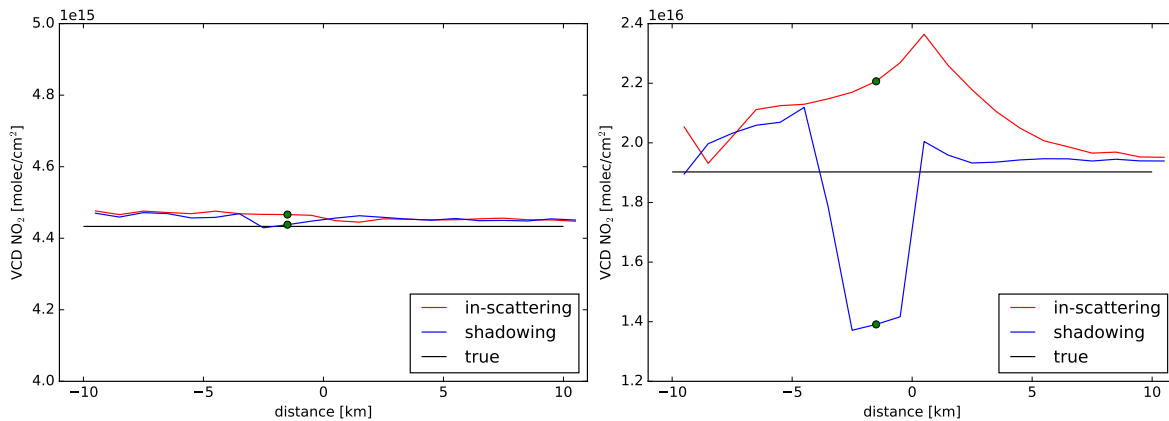 1e15
5.0
4.8
4.6
4.4
4.2
4.0
VCD NO₂ [molec/cm²]
−10
−5
0
5
10
distance [km]
in-scattering
shadowing
true
1e16
2.4
2.2
2.0
1.8
1.6
1.4
1.2
VCD NO₂ [molec/cm²]
−10
−5
0
5
10
distance [km]
in-scattering
shadowing
true